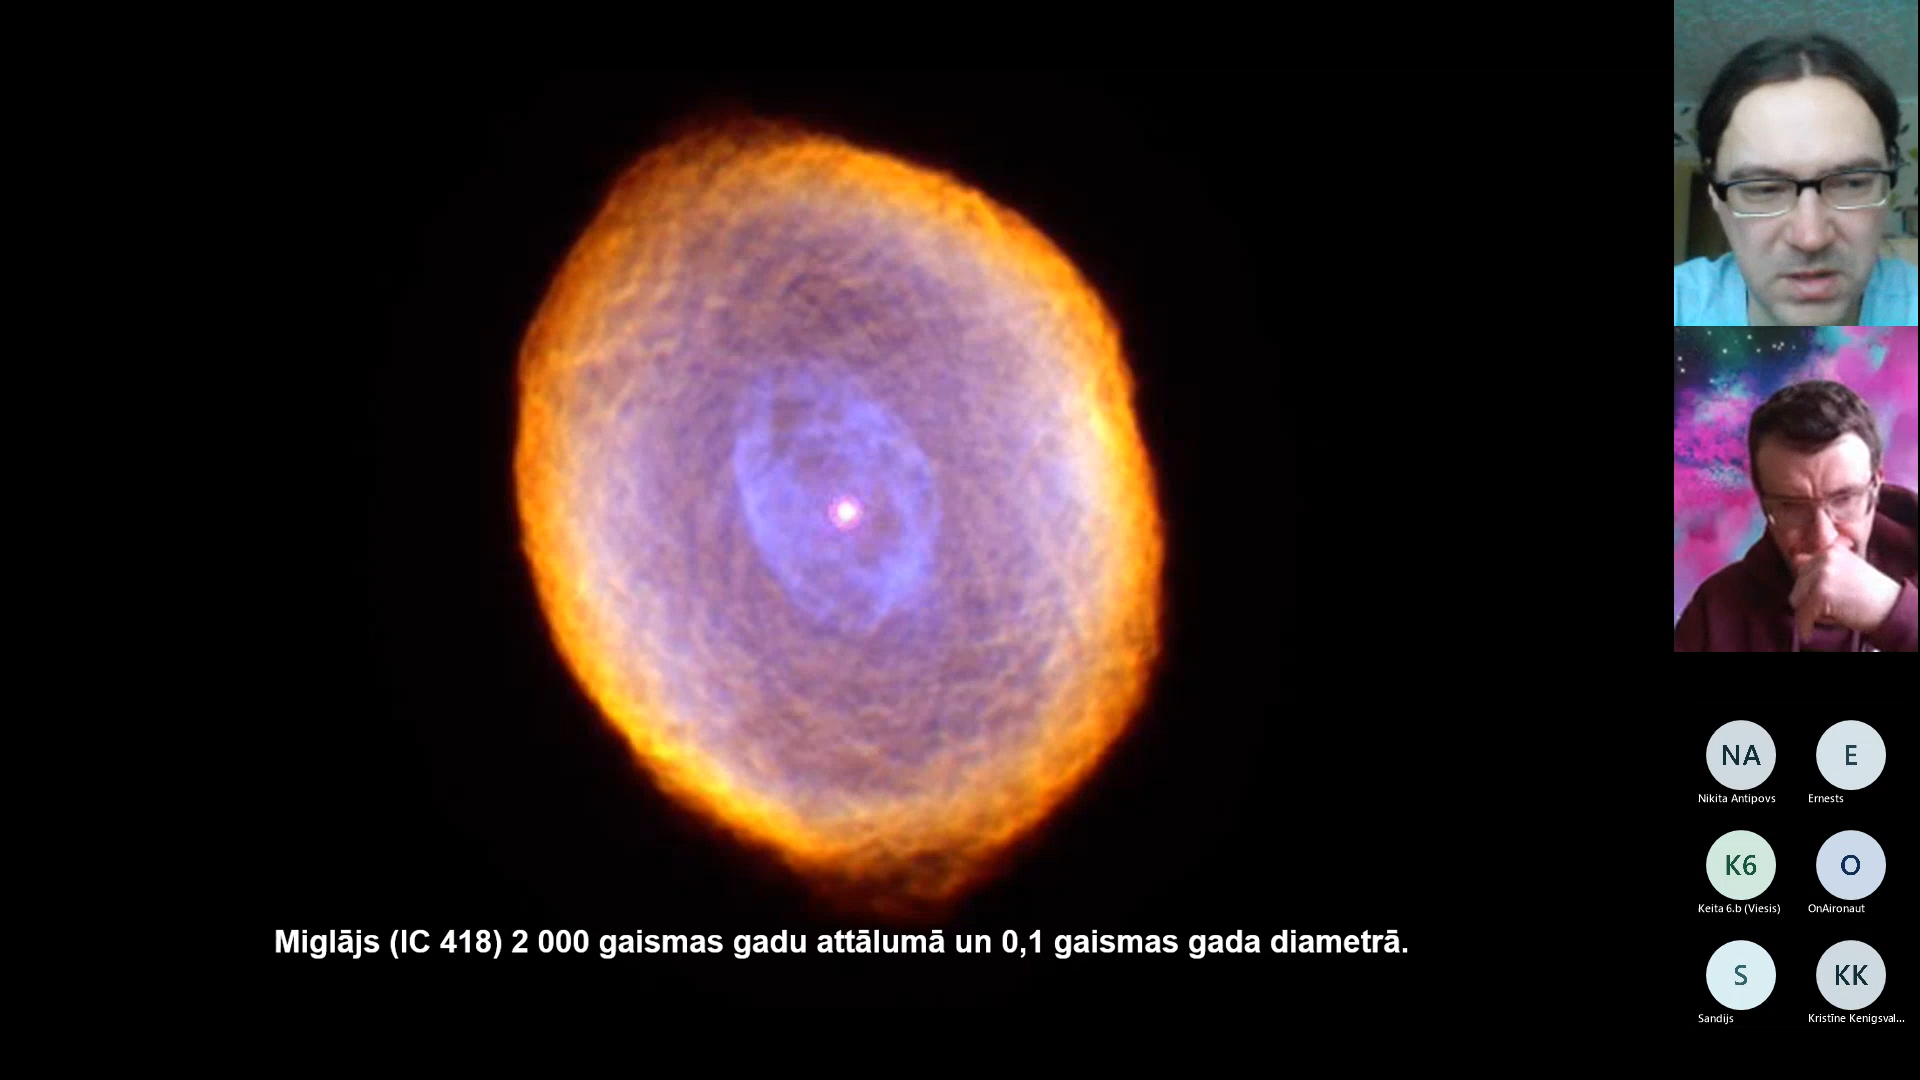 Miglājs (IC 418) 2 000 gaismas gadu attālumā un 0,1 gaismas gada diametrā.
NA
E
Nikita Antipovs
Ernests
K6
O
Keita 6.b (Viesis)
OnAironaut
S
KK
Sandijs
Kristīne Kenigsval...